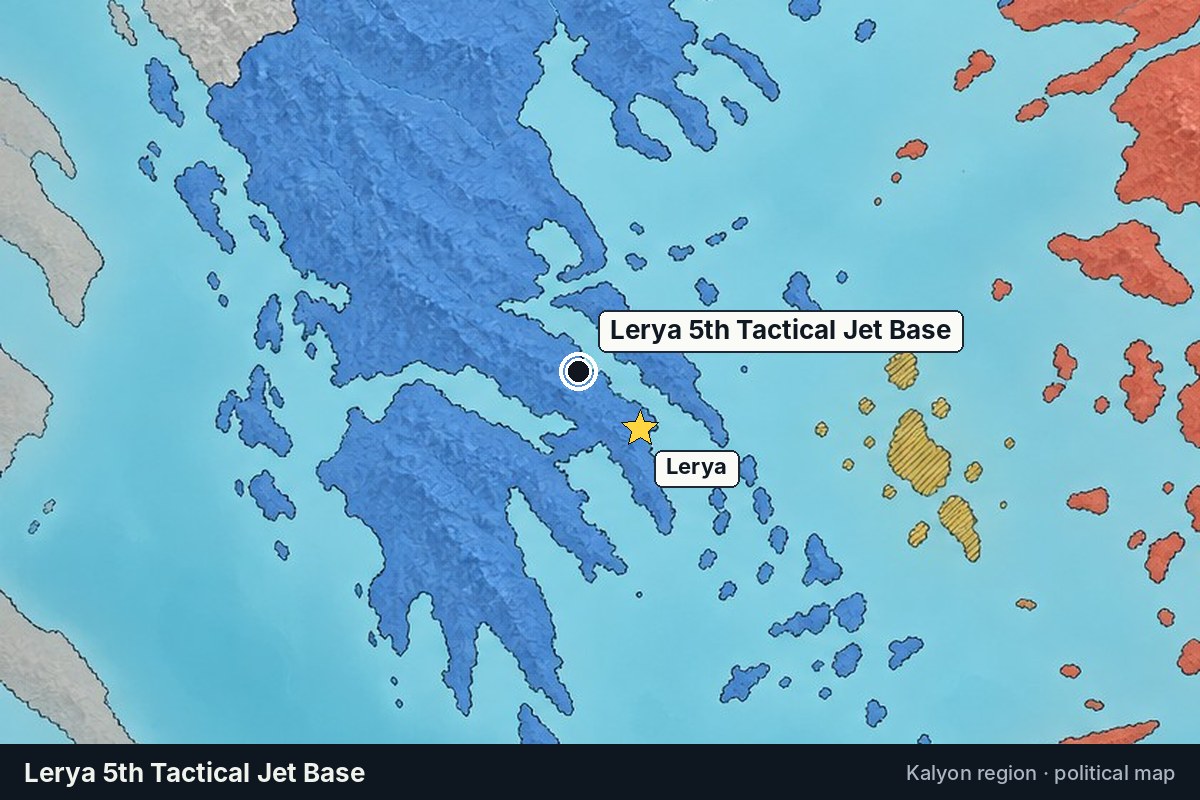 Lerya 5th Tactical Jet Base
Lerya
Lerya 5th Tactical Jet Base
Kalyon region · political map